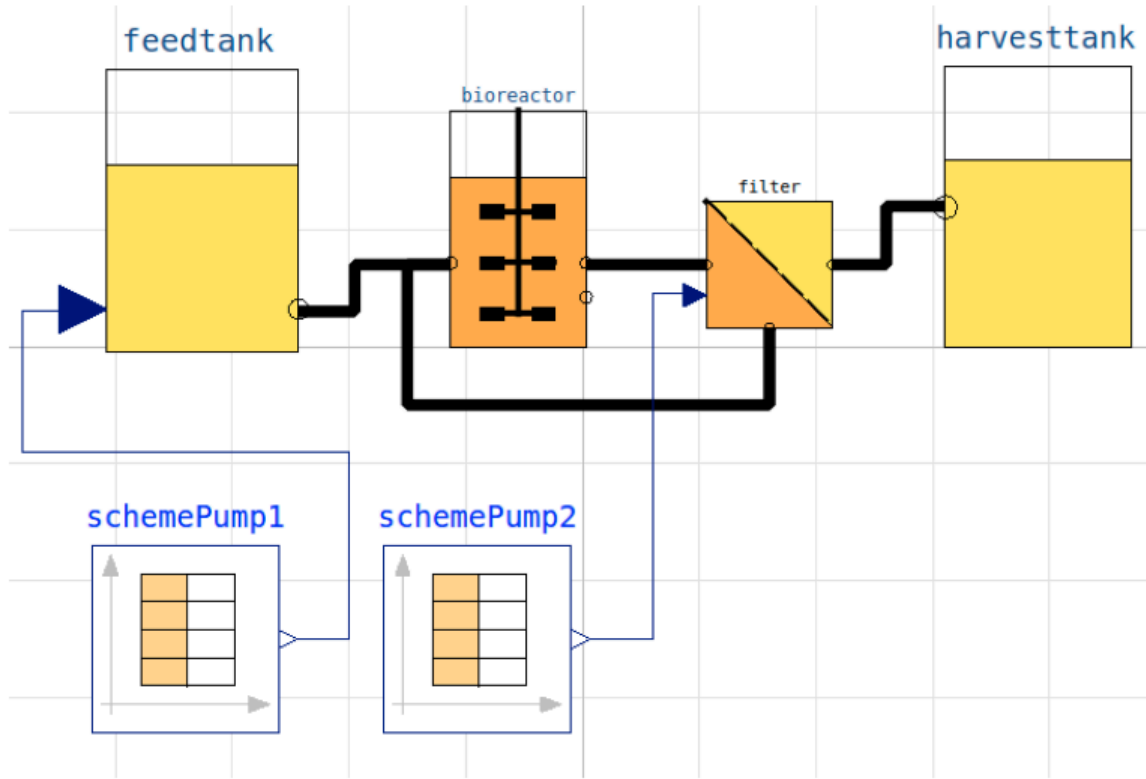 feedtank
harvesttank
bioreactor
filter
schemePump1
schemePump2